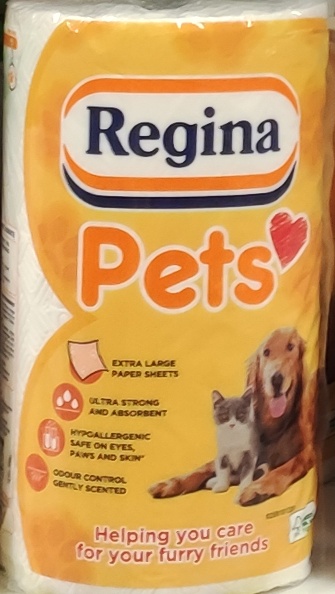 Regina
Pets
EXTRA LARGE
PAPER SHEETS
ULTRA STRONG
AND ABSORBENT
HYPOALLERGENIC
SAFE ON EYES,
PAWS AND SKIN*
ODOUR CONTROL
GENTLY SCENTED
Helping you care
for your furry friends